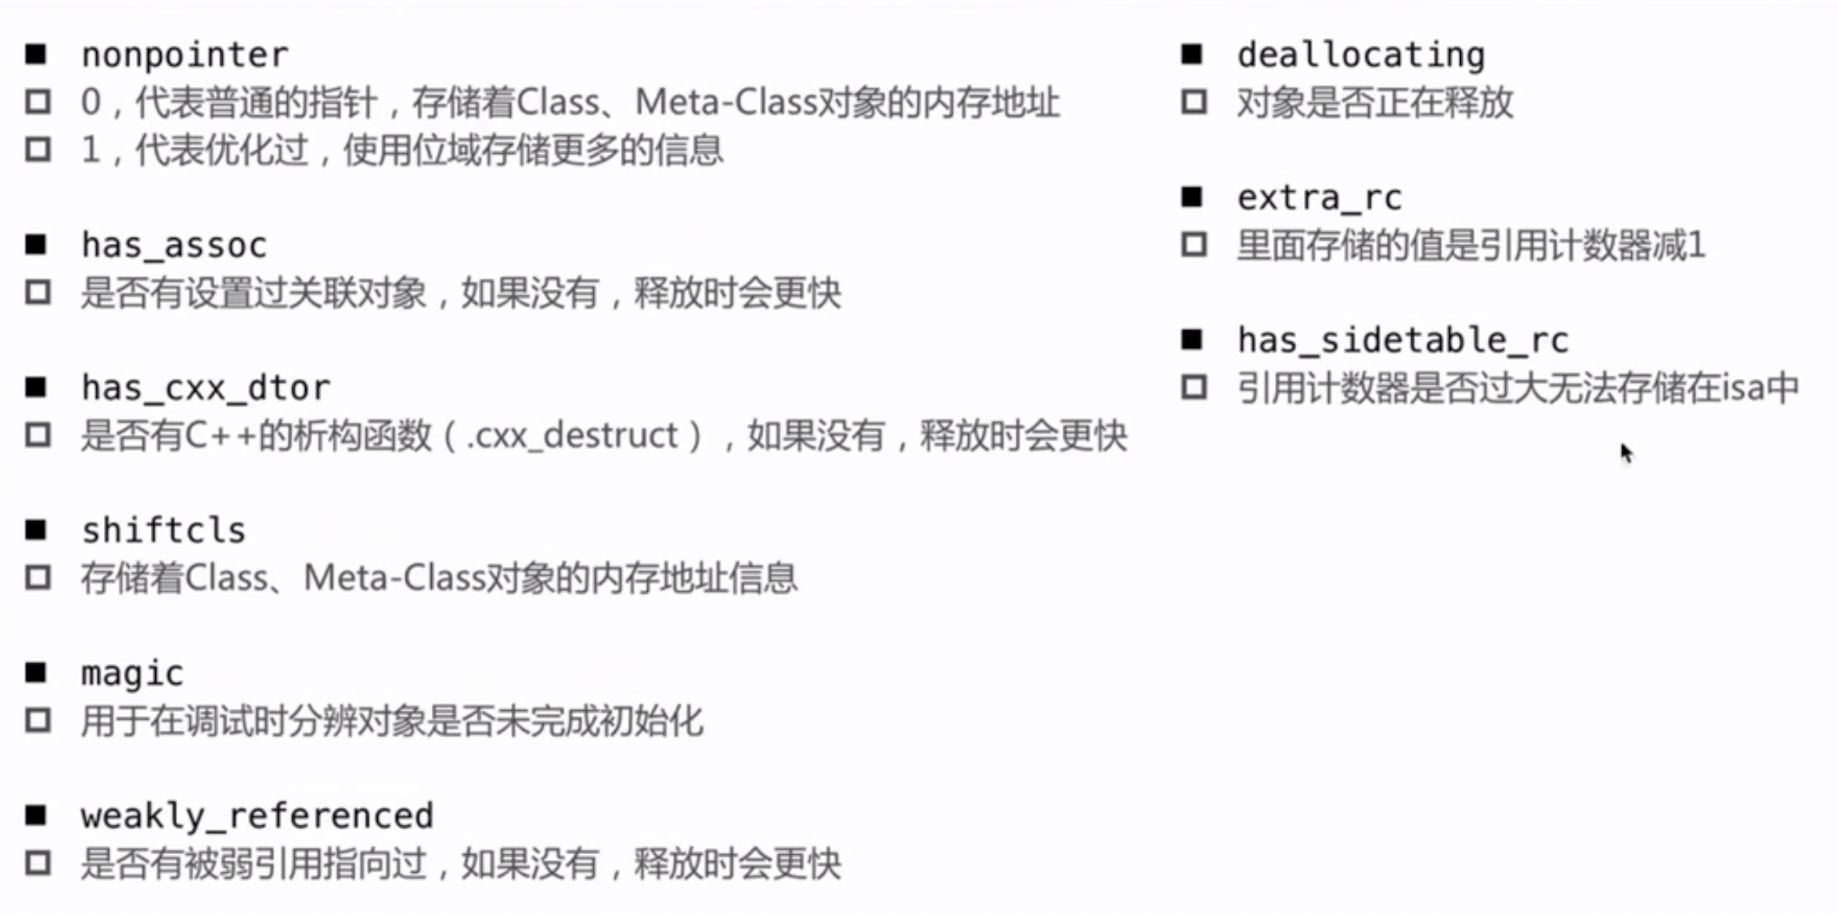 nonpointer
0，代表普通的指针，存储着Class、Meta-Class对象的内存地址
1，代表优化过，使用位域存储更多的信息
has_assoc
是否有设置过关联对象，如果没有，释放时会更快
has_cxx_dtor
是否有C++的析构函数（.cxx_destruct），如果没有，释放时会更快
shiftcls
存储着Class、Meta-Class对象的内存地址信息
magic
用于在调试时分辨对象是否未完成初始化
weakly_referenced
是否有被弱引用指向过，如果没有，释放时会更快
deallocating
对象是否正在释放
extra_rc
里面存储的值是引用计数器减1
has_sidetable_rc
引用计数器是否过大无法存储在isa中